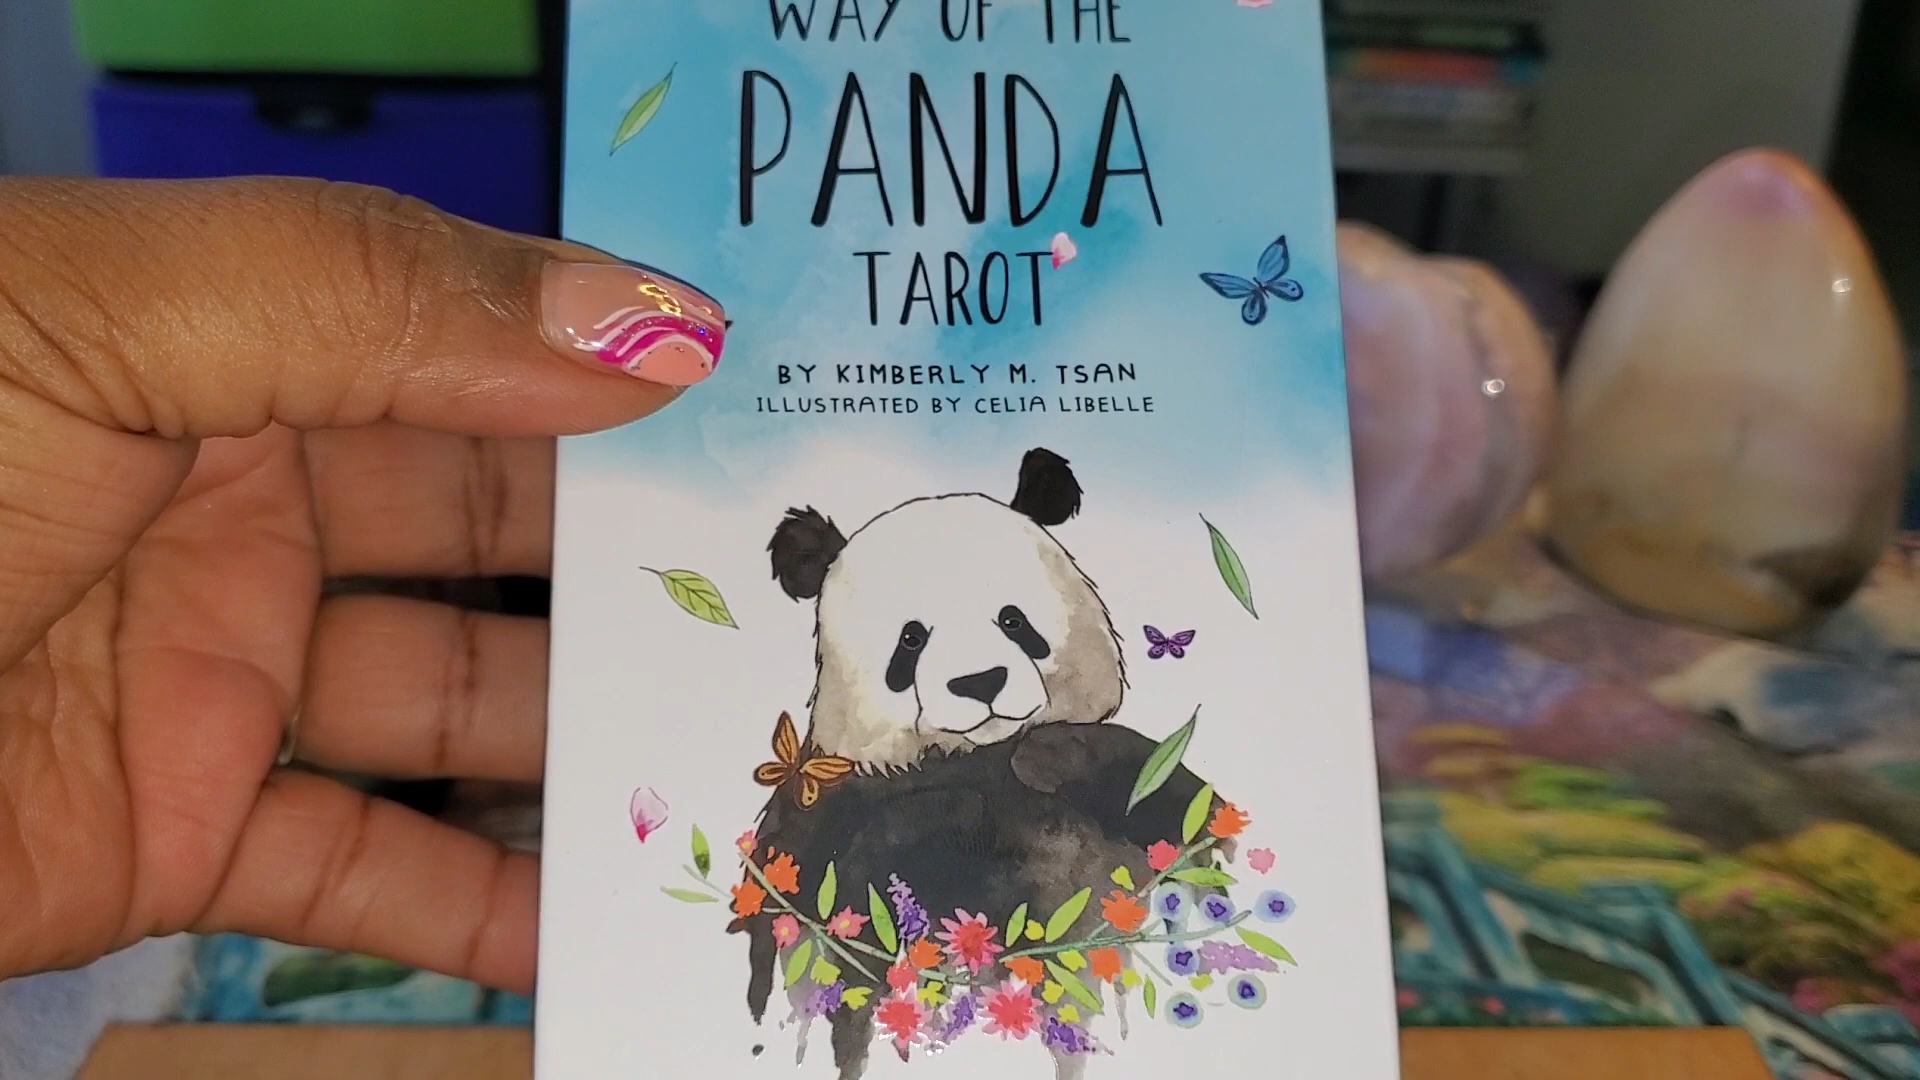 WAY OF THE
PANDA
TAROT
BY KIMBERLY M. TSAN
ILLUSTRATED BY CELIA LIBELLE